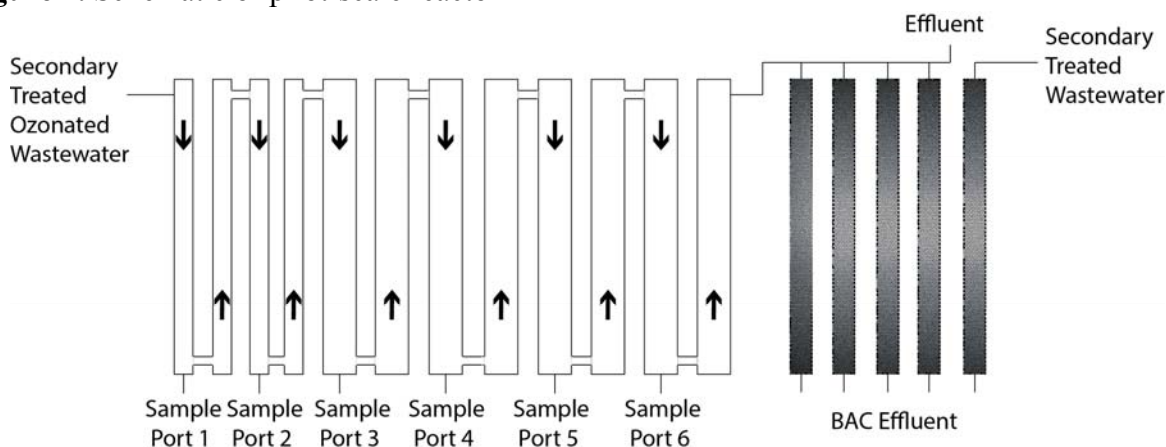 Effluent
Secondary
Treated
Ozonated
Wastewater
Secondary
Treated
Wastewater
Sample
Port 1
Sample
Port 2
Sample
Port 3
Sample
Port 4
Sample
Port 5
Sample
Port 6
BAC Effluent